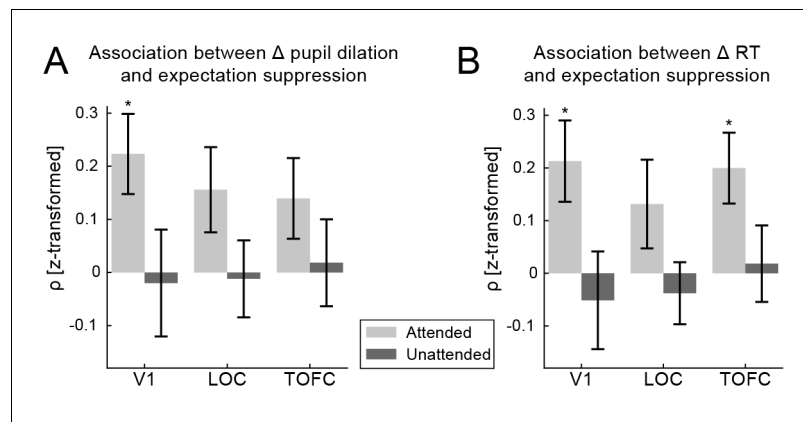 A
Association between Δ pupil dilation
and expectation suppression
*
0.3
0.2
0.1
0
-0.1
ρ [z-transformed]
V1 LOC TOFC
Attended
Unattended
B
Association between Δ RT
and expectation suppression
* *
0.3
0.2
0.1
0
-0.1
ρ [z-transformed]
V1 LOC TOFC